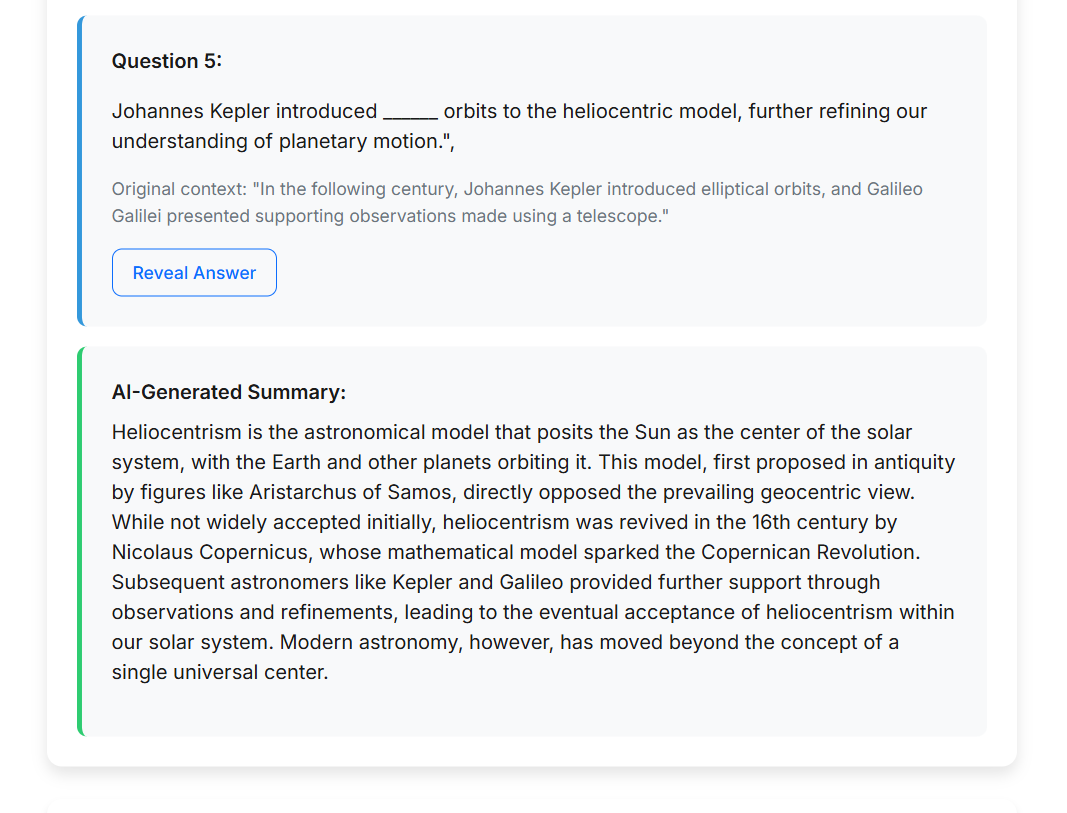 Question 5:
Johannes Kepler introduced ______ orbits to the heliocentric model, further refining our
understanding of planetary motion.",
Original context: "In the following century, Johannes Kepler introduced elliptical orbits, and Galileo
Galilei presented supporting observations made using a telescope."
Reveal Answer
AI-Generated Summary:
Heliocentrism is the astronomical model that posits the Sun as the center of the solar
system, with the Earth and other planets orbiting it. This model, first proposed in antiquity
by figures like Aristarchus of Samos, directly opposed the prevailing geocentric view.
While not widely accepted initially, heliocentrism was revived in the 16th century by
Nicolaus Copernicus, whose mathematical model sparked the Copernican Revolution.
Subsequent astronomers like Kepler and Galileo provided further support through
observations and refinements, leading to the eventual acceptance of heliocentrism within
our solar system. Modern astronomy, however, has moved beyond the concept of a
single universal center.